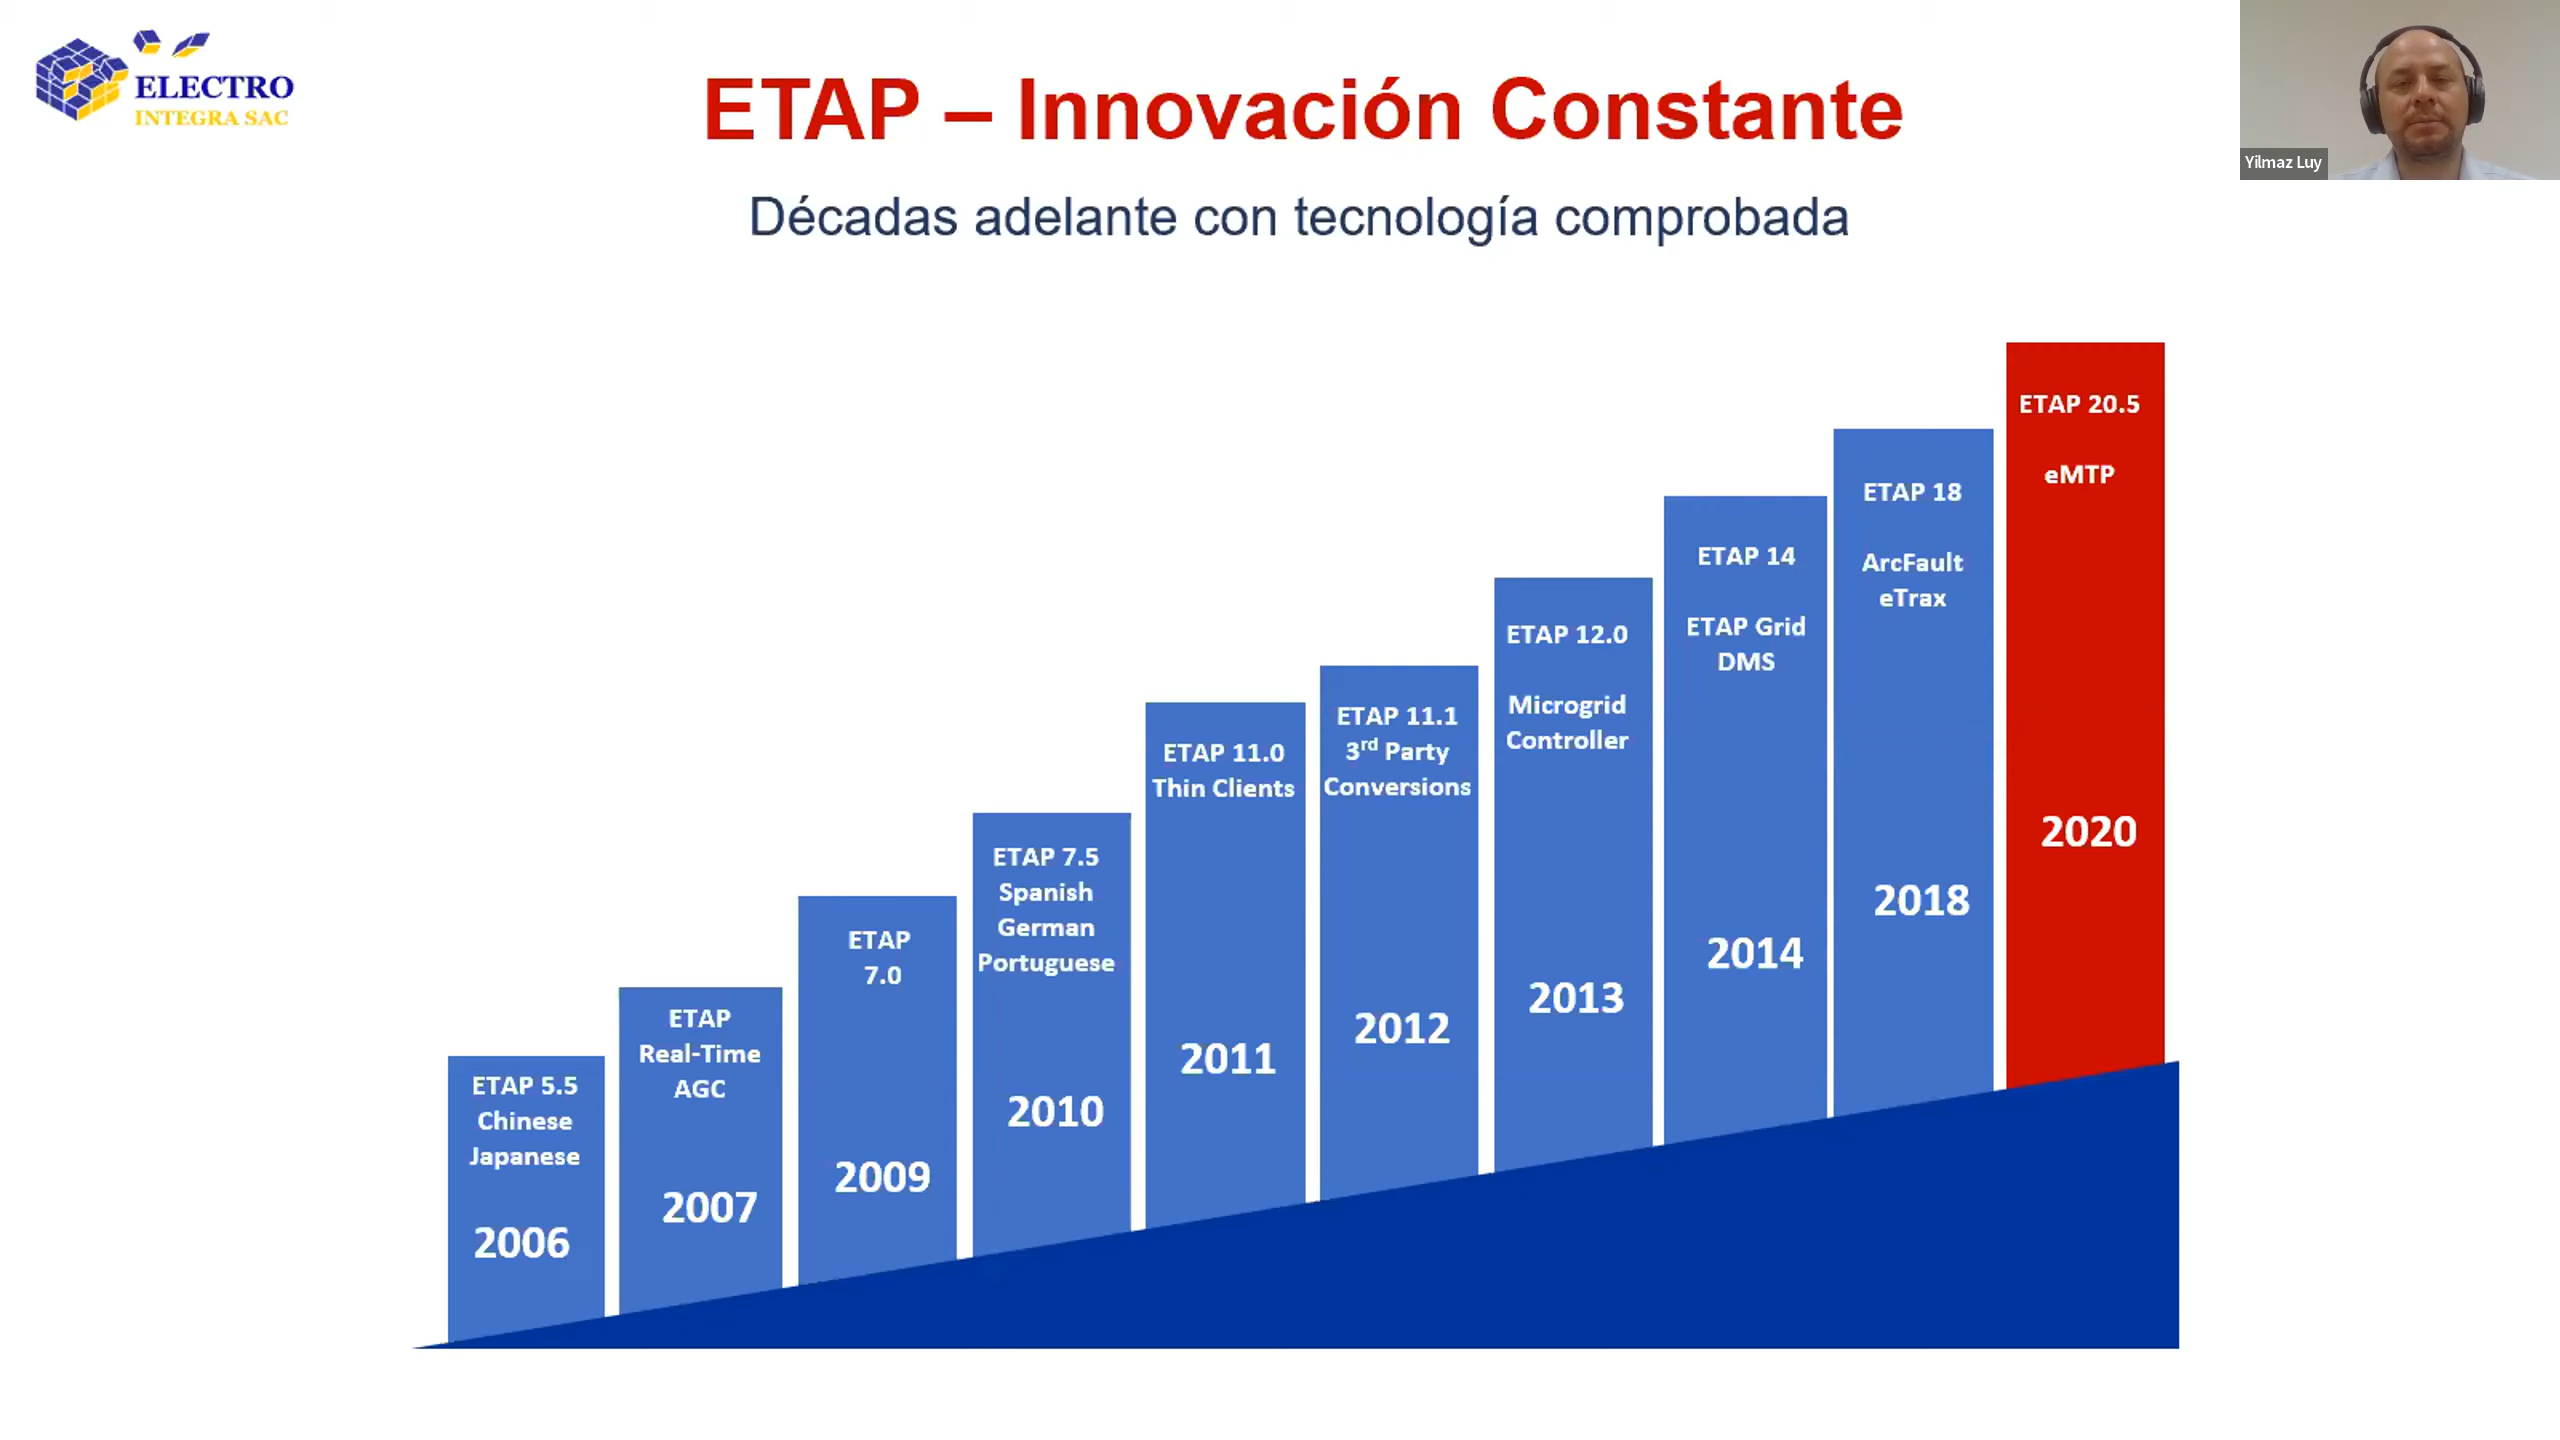 ELECTRO
INTEGRA SAC
ETAP – Innovación Constante
Décadas adelante con tecnología comprobada
Yilmaz Luy
ETAP 5.5
Chinese
Japanese
2006
ETAP
Real-Time
AGC
2007
ETAP
7.0
2009
ETAP 7.5
Spanish
German
Portuguese
2010
ETAP 11.0
Thin Clients
2011
ETAP 11.1
3rd Party
Conversions
2012
ETAP 12.0
Microgrid
Controller
2013
ETAP 14
ETAP Grid
DMS
2014
ETAP 18
ArcFault
eTrax
2018
ETAP 20.5
eMTP
2020